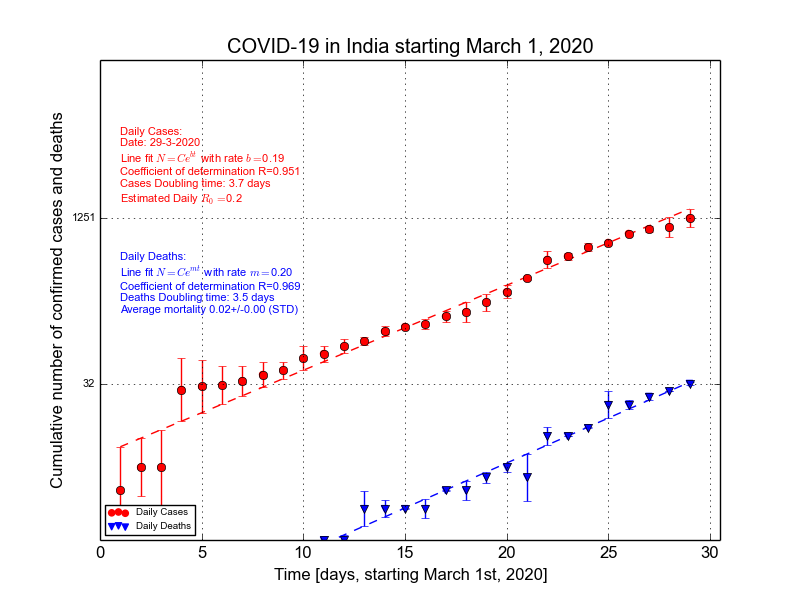 COVID-19 in India starting March 1, 2020
Cumulative number of confirmed cases and deaths
Daily Cases:
Date: 29-3-2020
Line fit N = Ce^{bt} with rate b =0.19
Coefficient of determination R=0.951
Cases Doubling time: 3.7 days
Estimated Daily R_0 =0.2
1251
Daily Deaths:
Line fit N = Ce^{mt} with rate m =0.20
Coefficient of determination R=0.969
Deaths Doubling time: 3.5 days
Average mortality 0.02+/-0.00 (STD)
32
Daily Cases
Daily Deaths
0 5 10 15 20 25 30
Time [days, starting March 1st, 2020]